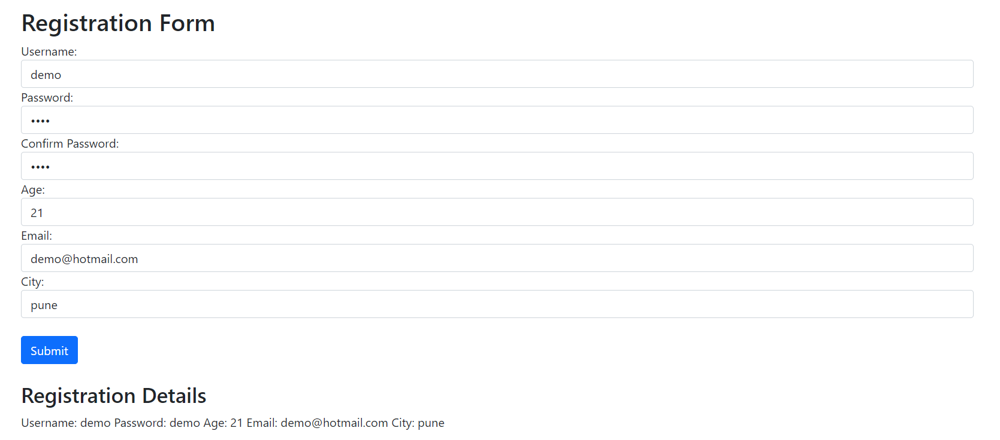 Registration Form
Username:
demo
Password:
••••
Confirm Password:
••••
Age:
21
Email:
demo@hotmail.com
City:
pune
Submit
Registration Details
Username: demo Password: demo Age: 21 Email: demo@hotmail.com City: pune